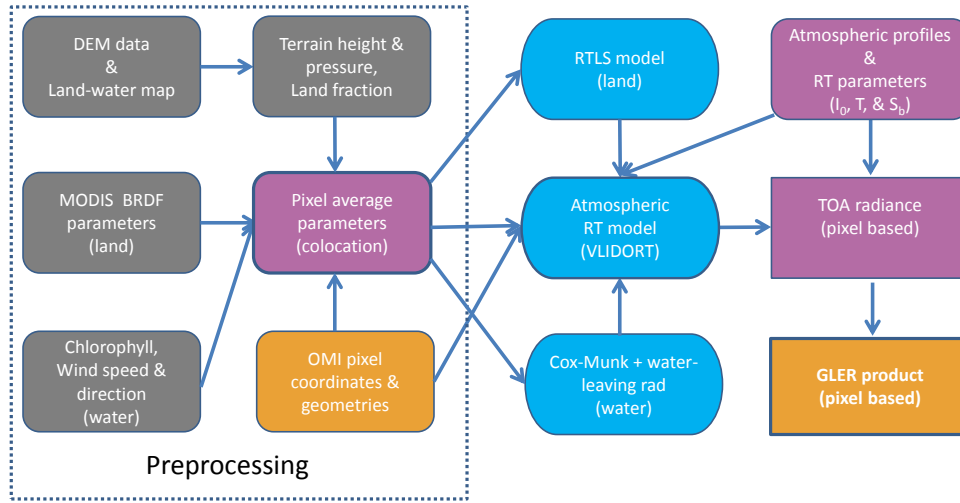 DEM data
&
Land-water map
Terrain height &
pressure,
Land fraction
RTLS model
(land)
Atmospheric profiles
&
RT parameters
(I₀, T, & S_b)
MODIS BRDF
parameters
(land)
Pixel average
parameters
(colocation)
Atmospheric
RT model
(VLIDORT)
TOA radiance
(pixel based)
Chlorophyll,
Wind speed &
direction
(water)
OMI pixel
coordinates &
geometries
Cox-Munk + water-
leaving rad
(water)
GLER product
(pixel based)
Preprocessing